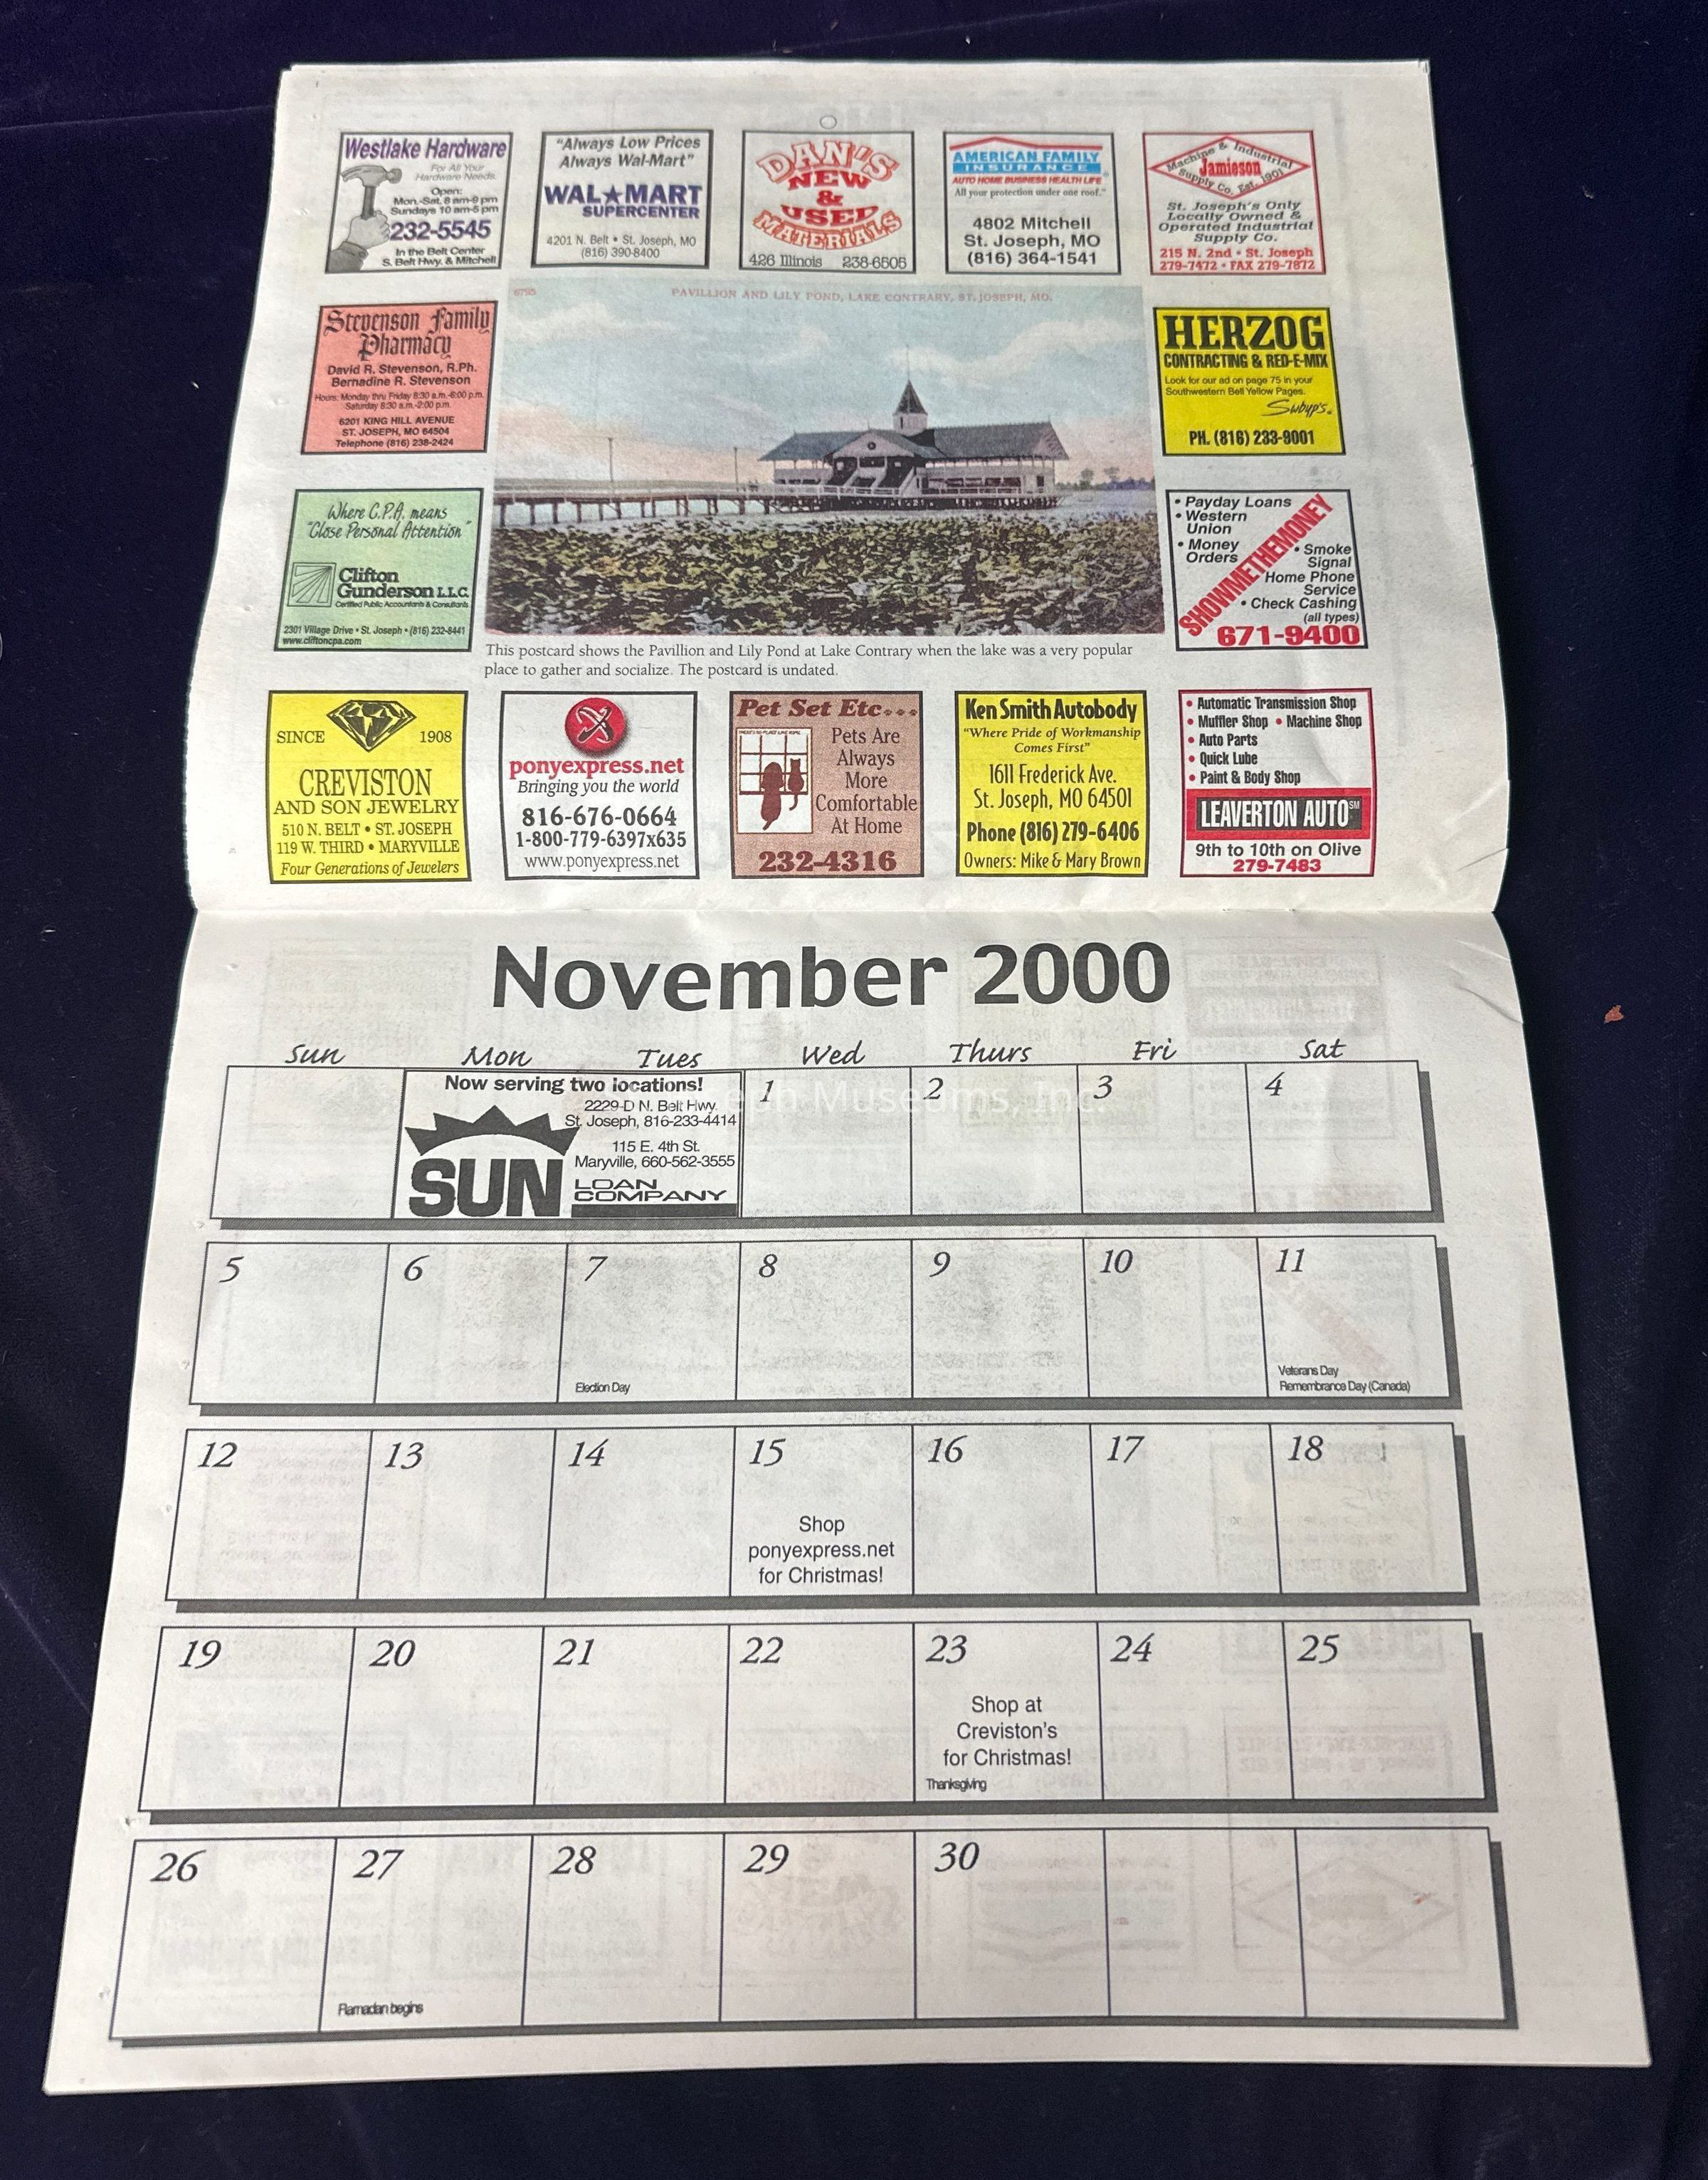 Westlake Hardware
For All Your
Hardware Needs.
Open:
Mon.-Sat. 8 am-9 pm
Sundays 10 am-5 pm
232-5545
In the Belt Center
S. Belt Hwy. & Mitchell
"Always Low Prices
Always Wal-Mart"
WAL★MART
SUPERCENTER
4201 N. Belt • St. Joseph, MO
(816) 390-8400
DAN'S
NEW
&
USED
MATERIALS
426 Illinois 238-6505
AMERICAN FAMILY
INSURANCE
AUTO HOME BUSINESS HEALTH LIFE
All your protection under one roof.
4802 Mitchell
St. Joseph, MO
(816) 364-1541
Machine & Industrial
Jamieson
Supply Co. Est. 1901
St. Joseph's Only
Locally Owned &
Operated Industrial
Supply Co.
215 N. 2nd • St. Joseph
279-7472 • FAX 279-7872
Stevenson Family
Pharmacy
David R. Stevenson, R.Ph.
Bernadine R. Stevenson
Hours: Monday thru Friday 8:30 a.m.-6:00 p.m.
Saturday 8:30 a.m.-2:00 p.m.
6201 KING HILL AVENUE
ST. JOSEPH, MO 64504
Telephone (816) 238-2424
6795 PAVILLION AND LILY POND, LAKE CONTRARY, ST. JOSEPH, MO.
HERZOG
CONTRACTING & RED-E-MIX
Look for our ad on page 75 in your
Southwestern Bell Yellow Pages.
PH. (816) 233-9001
Where C.P.A. means
"Close Personal Attention"
Clifton
Gunderson L.L.C.
Certified Public Accountants & Consultants
2301 Village Drive • St. Joseph • (816) 232-8441
www.cliftoncpa.com
• Payday Loans
• Western
Union
• Money
Orders
SHOWMETHEMONEY
• Smoke
Signal
Home Phone
Service
• Check Cashing
(all types)
671-9400
This postcard shows the Pavillion and Lily Pond at Lake Contrary when the lake was a very popular
place to gather and socialize. The postcard is undated.
SINCE 1908
CREVISTON
AND SON JEWELRY
510 N. BELT • ST. JOSEPH
119 W. THIRD • MARYVILLE
Four Generations of Jewelers
ponyexpress.net
Bringing you the world
816-676-0664
1-800-779-6397x635
www.ponyexpress.net
Pet Set Etc...
Pets Are
Always
More
Comfortable
At Home
232-4316
Ken Smith Autobody
"Where Pride of Workmanship
Comes First"
1611 Frederick Ave.
St. Joseph, MO 64501
Phone (816) 279-6406
Owners: Mike & Mary Brown
• Automatic Transmission Shop
• Muffler Shop • Machine Shop
• Auto Parts
• Quick Lube
• Paint & Body Shop
LEAVERTON AUTO SM
9th to 10th on Olive
279-7483
November 2000
Sun Mon Tues Wed Thurs Fri Sat
Now serving two locations!
2229-D N. Belt Hwy.
St. Joseph, 816-233-4414
115 E. 4th St.
Maryville, 660-562-3555
SUN
LOAN
COMPANY
1 2 3 4
Museums, Inc.
5 6 7 8 9 10 11
Election Day
Veterans Day
Remembrance Day (Canada)
12 13 14 15 16 17 18
Shop
ponyexpress.net
for Christmas!
19 20 21 22 23 24 25
Shop at
Creviston's
for Christmas!
Thanksgiving
26 27 28 29 30
Ramadan begins